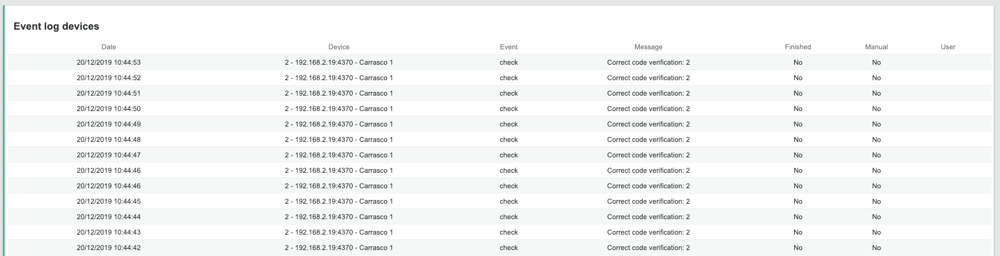 Event log devices
Date Device Event Message Finished Manual User
20/12/2019 10:44:53 2 - 192.168.2.19:4370 - Carrasco 1 check Correct code verification: 2 No No
20/12/2019 10:44:52 2 - 192.168.2.19:4370 - Carrasco 1 check Correct code verification: 2 No No
20/12/2019 10:44:51 2 - 192.168.2.19:4370 - Carrasco 1 check Correct code verification: 2 No No
20/12/2019 10:44:50 2 - 192.168.2.19:4370 - Carrasco 1 check Correct code verification: 2 No No
20/12/2019 10:44:49 2 - 192.168.2.19:4370 - Carrasco 1 check Correct code verification: 2 No No
20/12/2019 10:44:48 2 - 192.168.2.19:4370 - Carrasco 1 check Correct code verification: 2 No No
20/12/2019 10:44:47 2 - 192.168.2.19:4370 - Carrasco 1 check Correct code verification: 2 No No
20/12/2019 10:44:46 2 - 192.168.2.19:4370 - Carrasco 1 check Correct code verification: 2 No No
20/12/2019 10:44:46 2 - 192.168.2.19:4370 - Carrasco 1 check Correct code verification: 2 No No
20/12/2019 10:44:45 2 - 192.168.2.19:4370 - Carrasco 1 check Correct code verification: 2 No No
20/12/2019 10:44:44 2 - 192.168.2.19:4370 - Carrasco 1 check Correct code verification: 2 No No
20/12/2019 10:44:43 2 - 192.168.2.19:4370 - Carrasco 1 check Correct code verification: 2 No No
20/12/2019 10:44:42 2 - 192.168.2.19:4370 - Carrasco 1 check Correct code verification: 2 No No